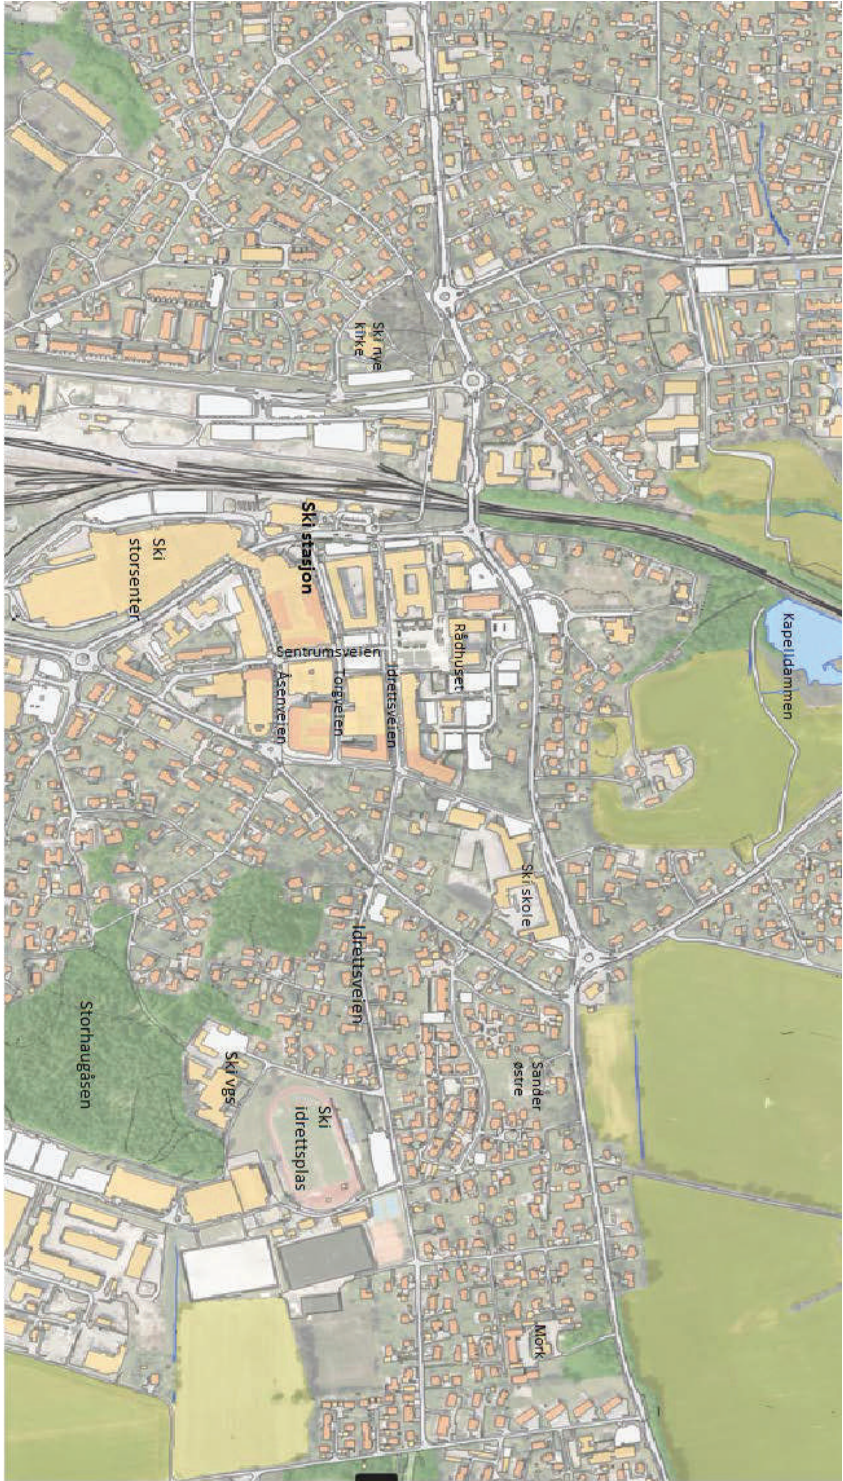 Kapelldammen
Mork
Sander
østre
Ski skole
Rådhuset
Idrettsveien
Ski nye
kirke
Idrettsveien
Torgveien
Sentrumsveien
Ski stasjon
Åsenveien
Ski
idrettsplas
Ski Vgs
Ski
storsenter
Storhaugåsen